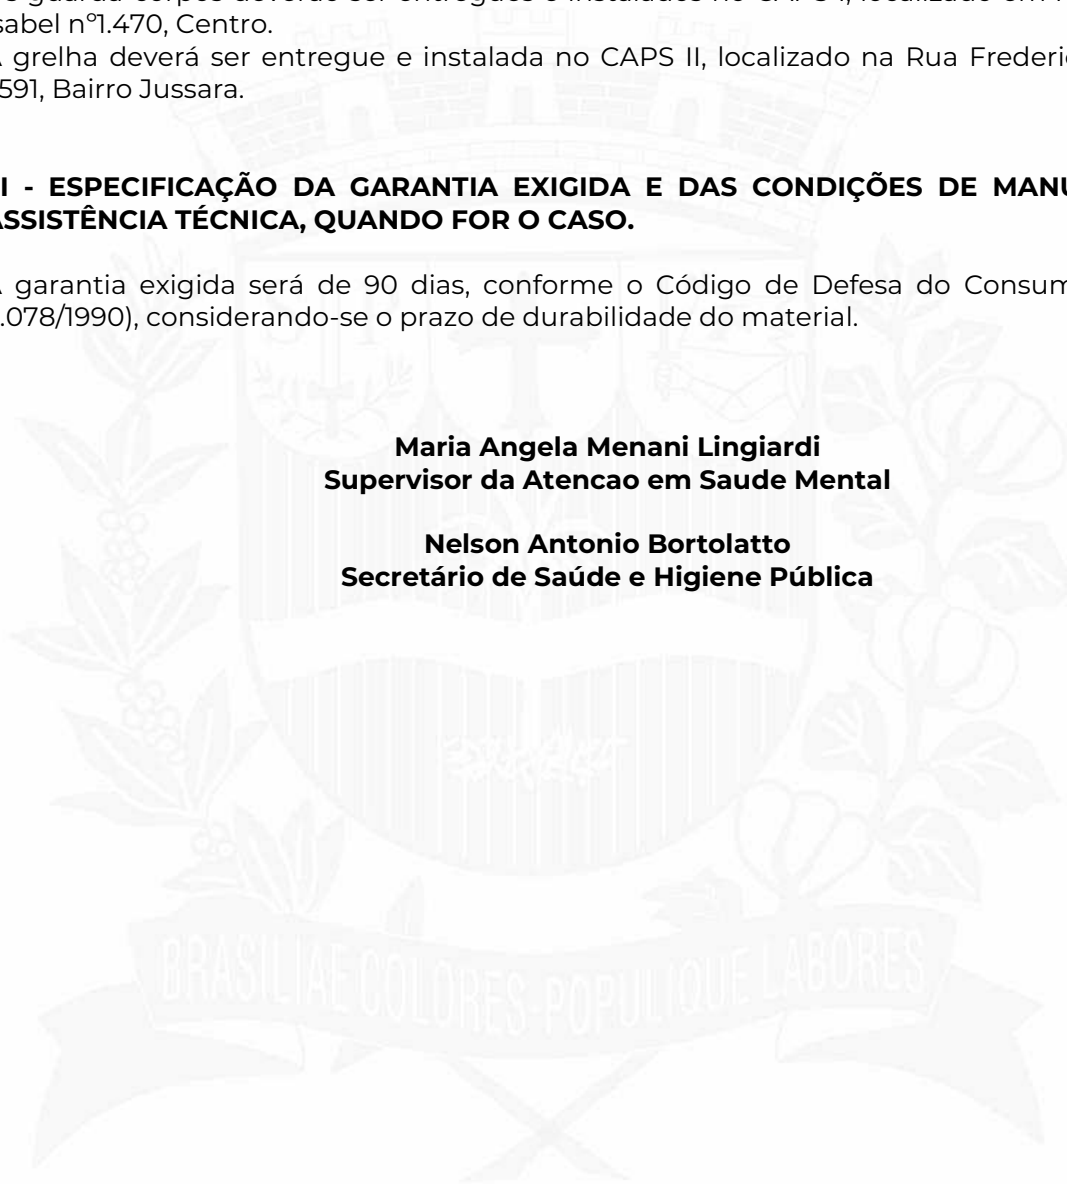 guarda-corpos deverão ser entregues e instalados no CAPS I, localizado em
sabel nº1.470, Centro.
A grelha deverá ser entregue e instalada no CAPS II, localizado na Rua Frederi
591, Bairro Jussara.
I - ESPECIFICAÇÃO DA GARANTIA EXIGIDA E DAS CONDIÇÕES DE MANU
ASSISTÊNCIA TÉCNICA, QUANDO FOR O CASO.
A garantia exigida será de 90 dias, conforme o Código de Defesa do Consum
.078/1990), considerando-se o prazo de durabilidade do material.
Maria Angela Menani Lingiardi
Supervisor da Atencao em Saude Mental
Nelson Antonio Bortolatto
Secretário de Saúde e Higiene Pública
BRASILIAE COLORES POPULIQUE LABORES